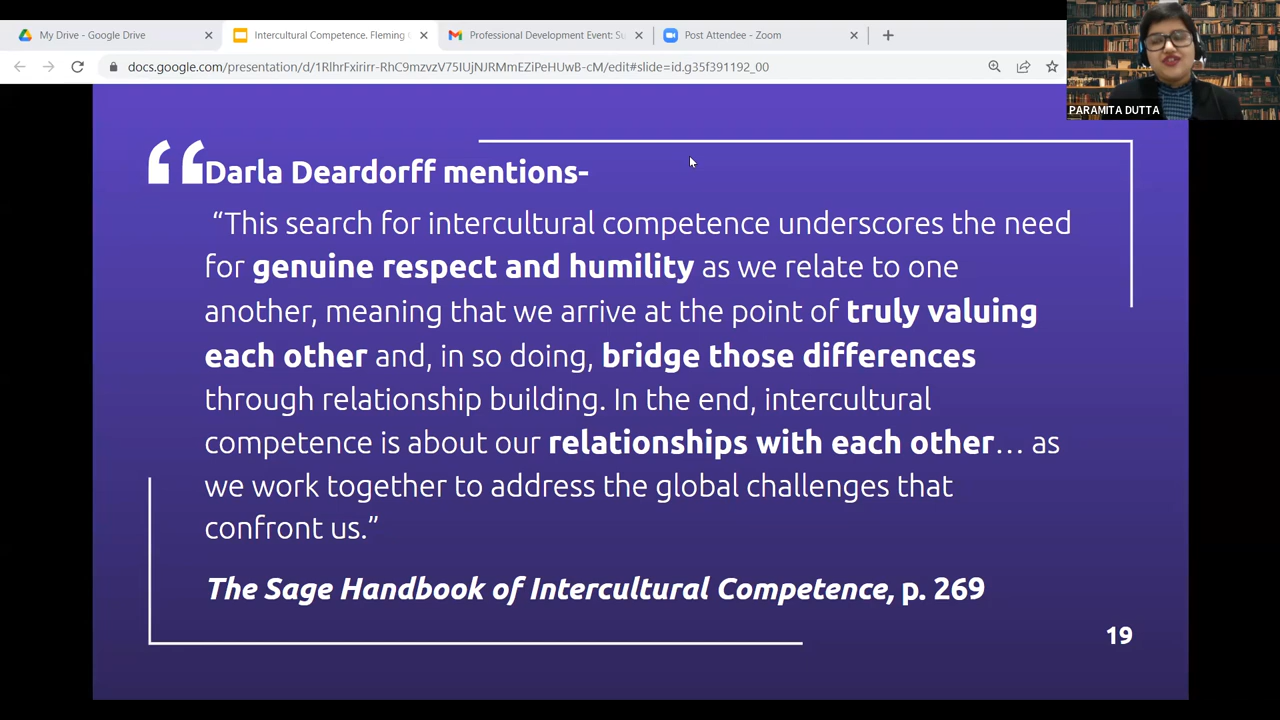 My Drive - Google Drive
Intercultural Competence. Fleming
Professional Development Event: Su
Post Attendee - Zoom
docs.google.com/presentation/d/1RlhrFxirirr-RhC9mzvzV75IUjNJRMmEZiPeHUwB-cM/edit#slide=id.g35f391192_00
PARAMITA DUTTA
“Darla Deardorff mentions-
“This search for intercultural competence underscores the need
for genuine respect and humility as we relate to one
another, meaning that we arrive at the point of truly valuing
each other and, in so doing, bridge those differences
through relationship building. In the end, intercultural
competence is about our relationships with each other… as
we work together to address the global challenges that
confront us.”
The Sage Handbook of Intercultural Competence, p. 269
19